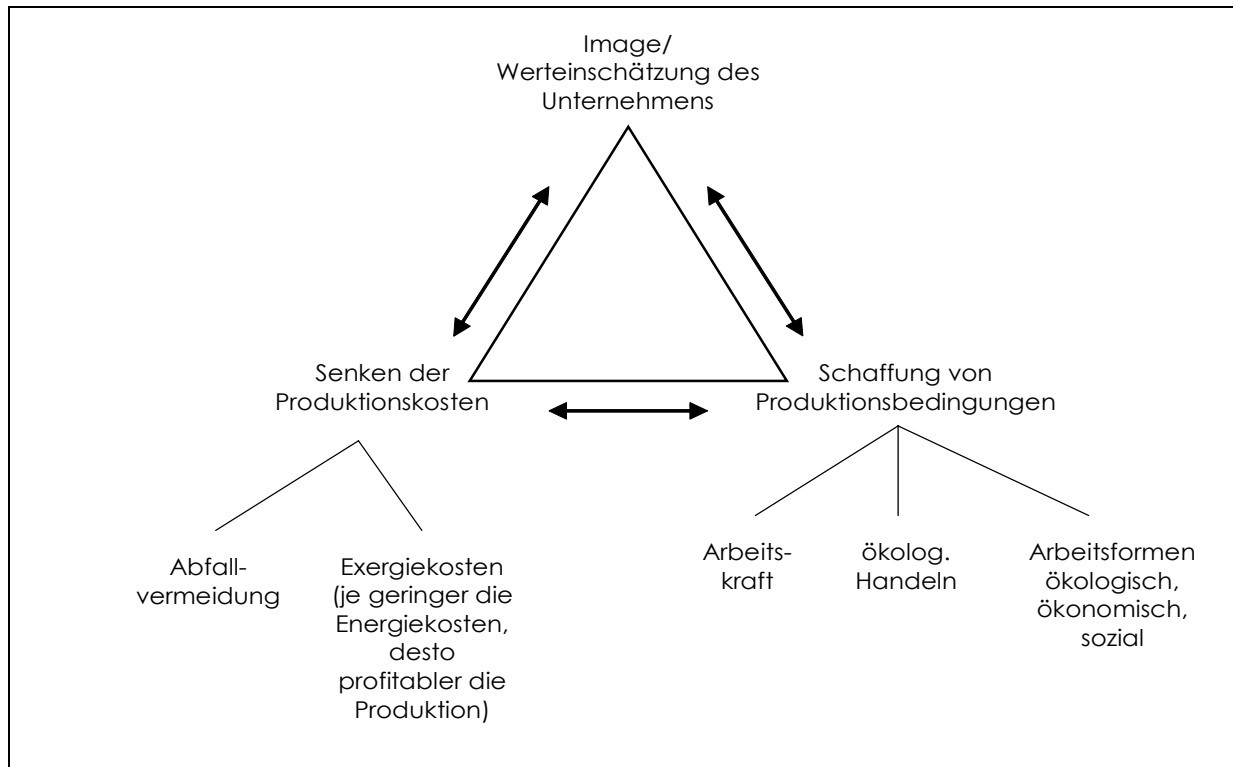 Image/
Werteinschätzung des
Unternehmens
Senken der
Produktionskosten
Schaffung von
Produktionsbedingungen
Abfall-
vermeidung
Exergiekosten
(je geringer die
Energiekosten,
desto
profitabler die
Produktion)
Arbeits-
kraft
ökolog.
Handeln
Arbeitsformen
ökologisch,
ökonomisch,
sozial